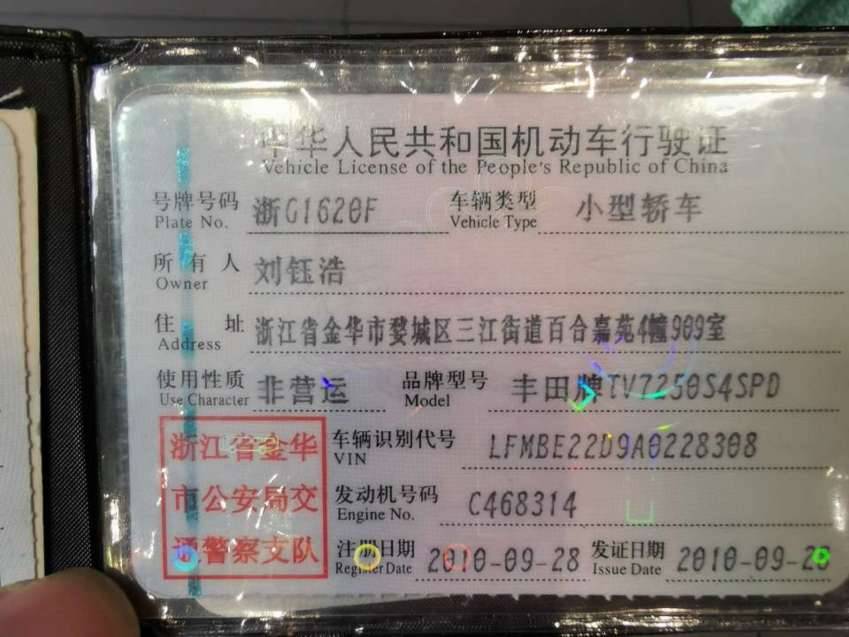 中华人民共和国机动车行驶证
Vehicle License of the People's Republic of China
号牌号码 浙G1620F 车辆类型 小型轿车
Plate No. Vehicle Type
所有人 刘钰浩
Owner
住址 浙江省金华市婺城区三江街道百合嘉苑4幢909室
Address
使用性质 非营运 品牌型号 丰田牌TV7250S4SPD
Use Character Model
浙江省金华 车辆识别代号 LFMBE22D9A0228308
VIN
市公安局交 发动机号码 C468314
Engine No.
通警察支队 注册日期 2010-09-28 发证日期 2010-09-28
Register Date Issue Date